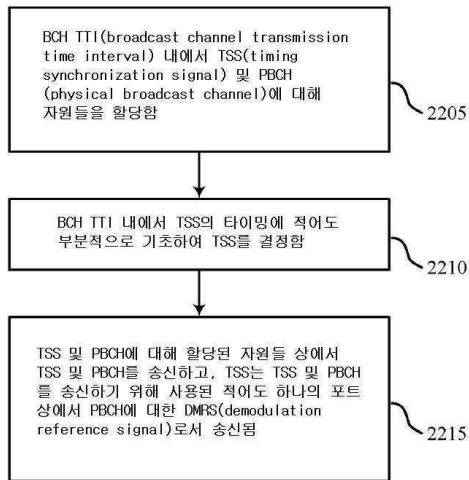 BCH TTI(broadcast channel transmission
time interval) 내에서 TSS(timing
synchronization signal) 및 PBCH
(physical broadcast channel)에 대해
자원들을 할당함
2205
BCH TTI 내에서 TSS의 타이밍에 적어도
부분적으로 기초하여 TSS를 결정함
2210
TSS 및 PBCH에 대해 할당된 자원들 상에서
TSS 및 PBCH를 송신하고, TSS는 TSS 및 PBCH
를 송신하기 위해 사용된 적어도 하나의 포트
상에서 PBCH에 대한 DMRS(demodulation
reference signal)로서 송신됨
2215